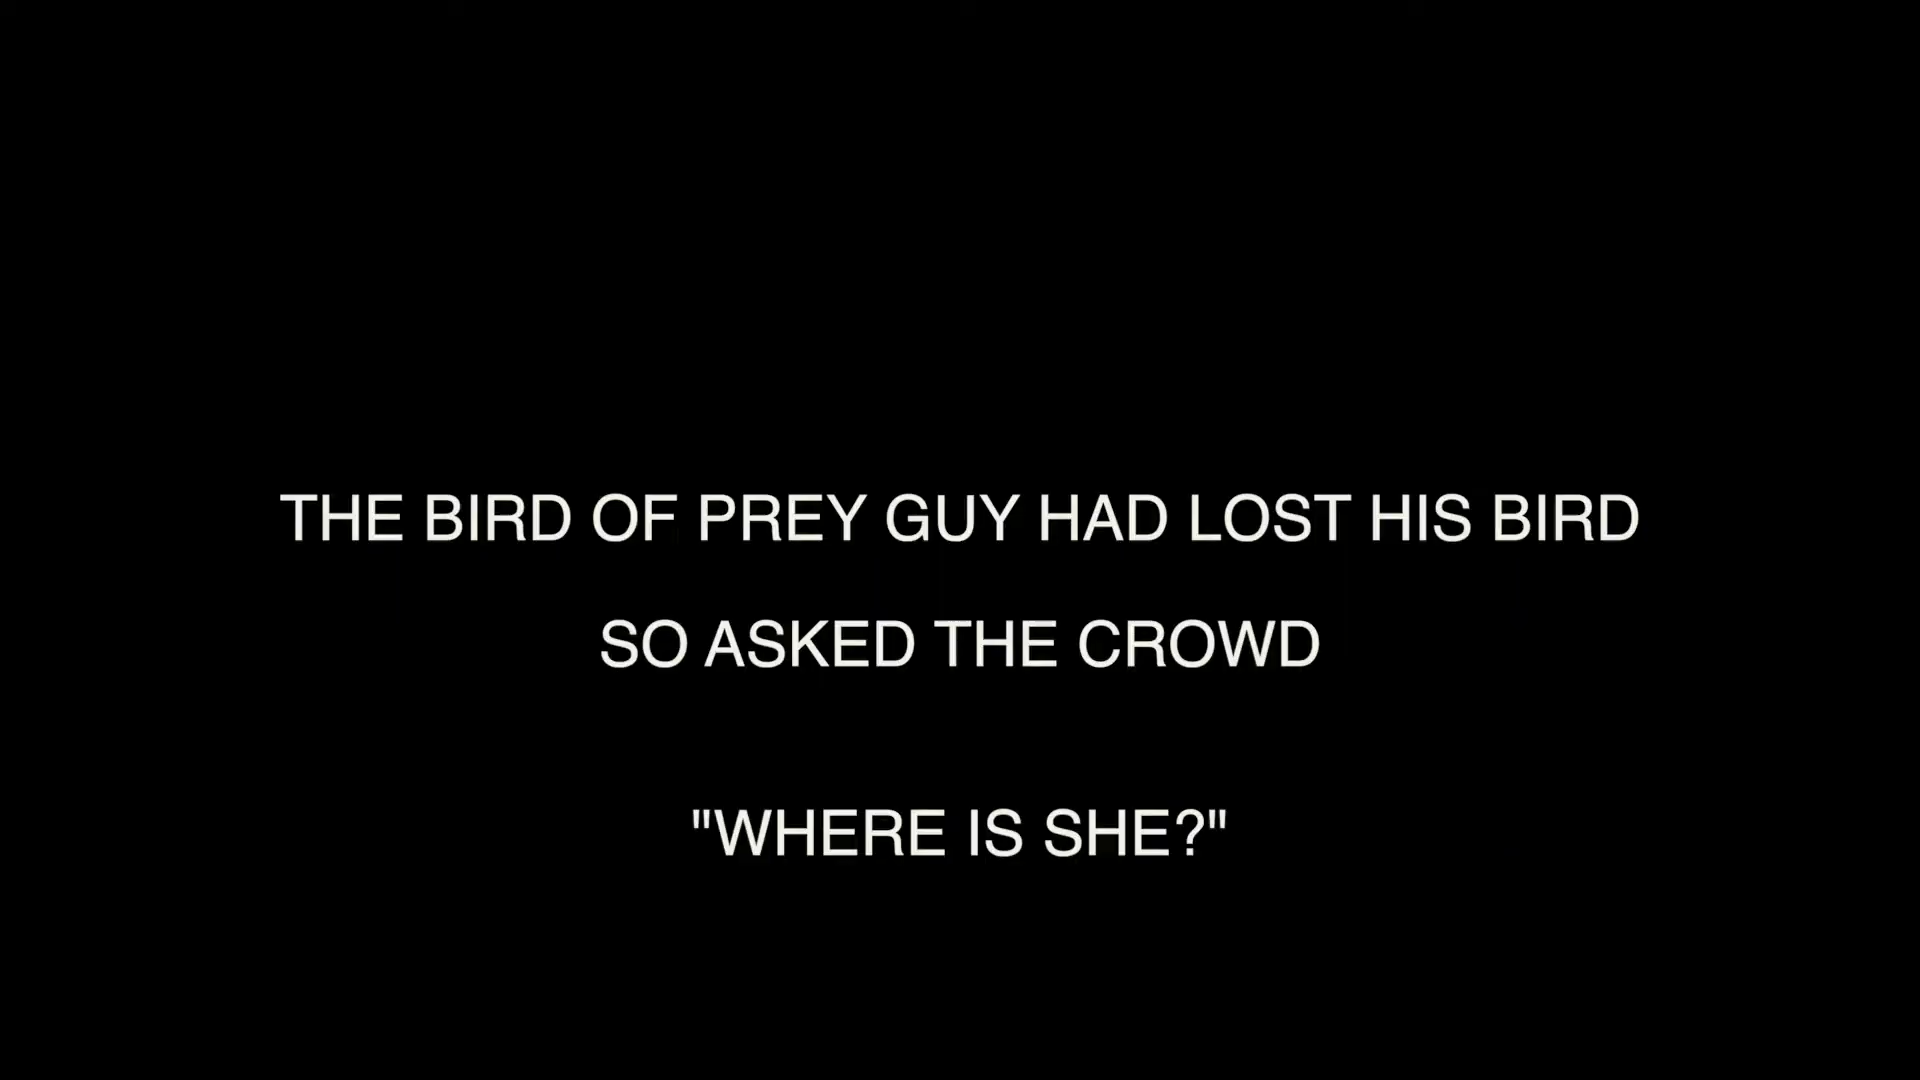 THE BIRD OF PREY GUY HAD LOST HIS BIRD
SO ASKED THE CROWD
"WHERE IS SHE?"